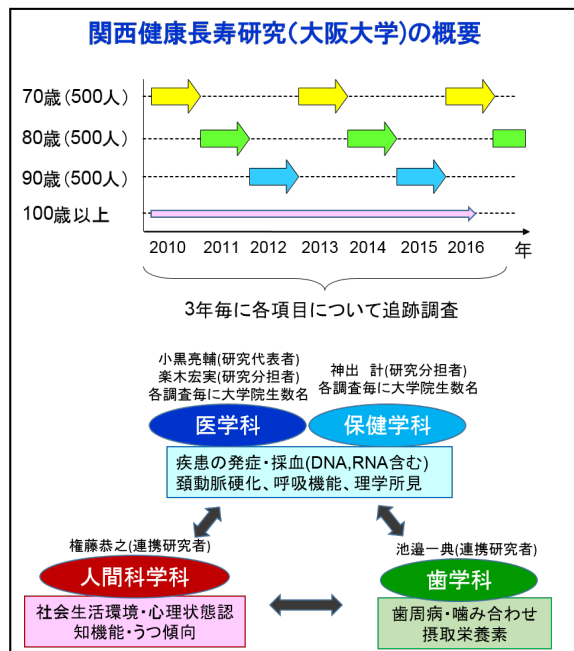 関西健康長寿研究(大阪大学)の概要
70歳(500人)
80歳(500人)
90歳(500人)
100歳以上
2010 2011 2012 2013 2014 2015 2016 年
3年毎に各項目について追跡調査
小黒亮輔(研究代表者)
楽木宏実(研究分担者)
各調査毎に大学院生数名
神出 計(研究分担者)
各調査毎に大学院生数名
医学科
保健学科
疾患の発症・採血(DNA,RNA含む)
頚動脈硬化、呼吸機能、理学所見
権藤恭之(連携研究者)
人間科学科
社会生活環境・心理状態認
知機能・うつ傾向
池邉一典(連携研究者)
歯学科
歯周病・噛み合わせ
摂取栄養素